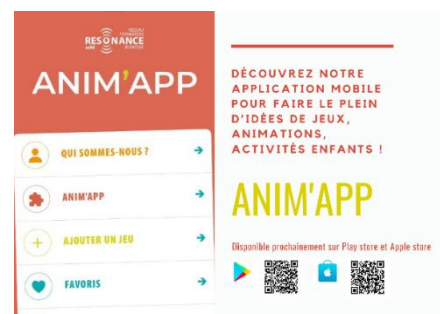 RÉSONANCE
ANIM'APP
QUI SOMMES-NOUS ?
ANIM'APP
AJOUTER UN JEU
FAVORIS
DÉCOUVREZ NOTRE
APPLICATION MOBILE
POUR FAIRE LE PLEIN
D'IDÉES DE JEUX,
ANIMATIONS,
ACTIVITÉS ENFANTS !
ANIM'APP
Disponible prochainement sur Play store et Apple store